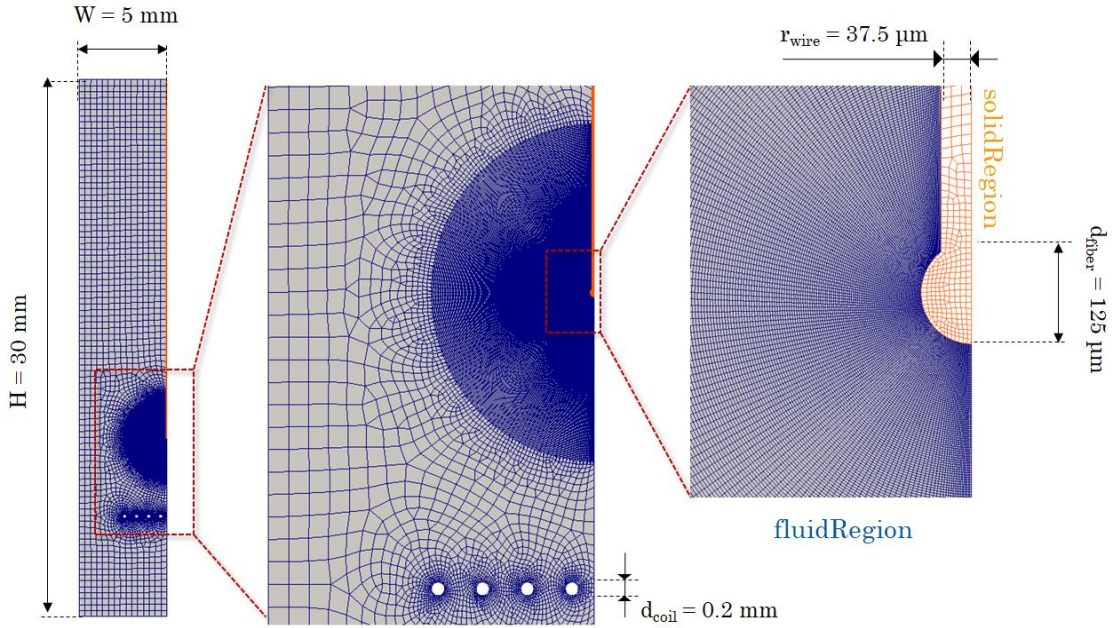 W = 5 mm
r_wire = 37.5 µm
solidRegion
d_fiber = 125 µm
H = 30 mm
fluidRegion
d_coil = 0.2 mm